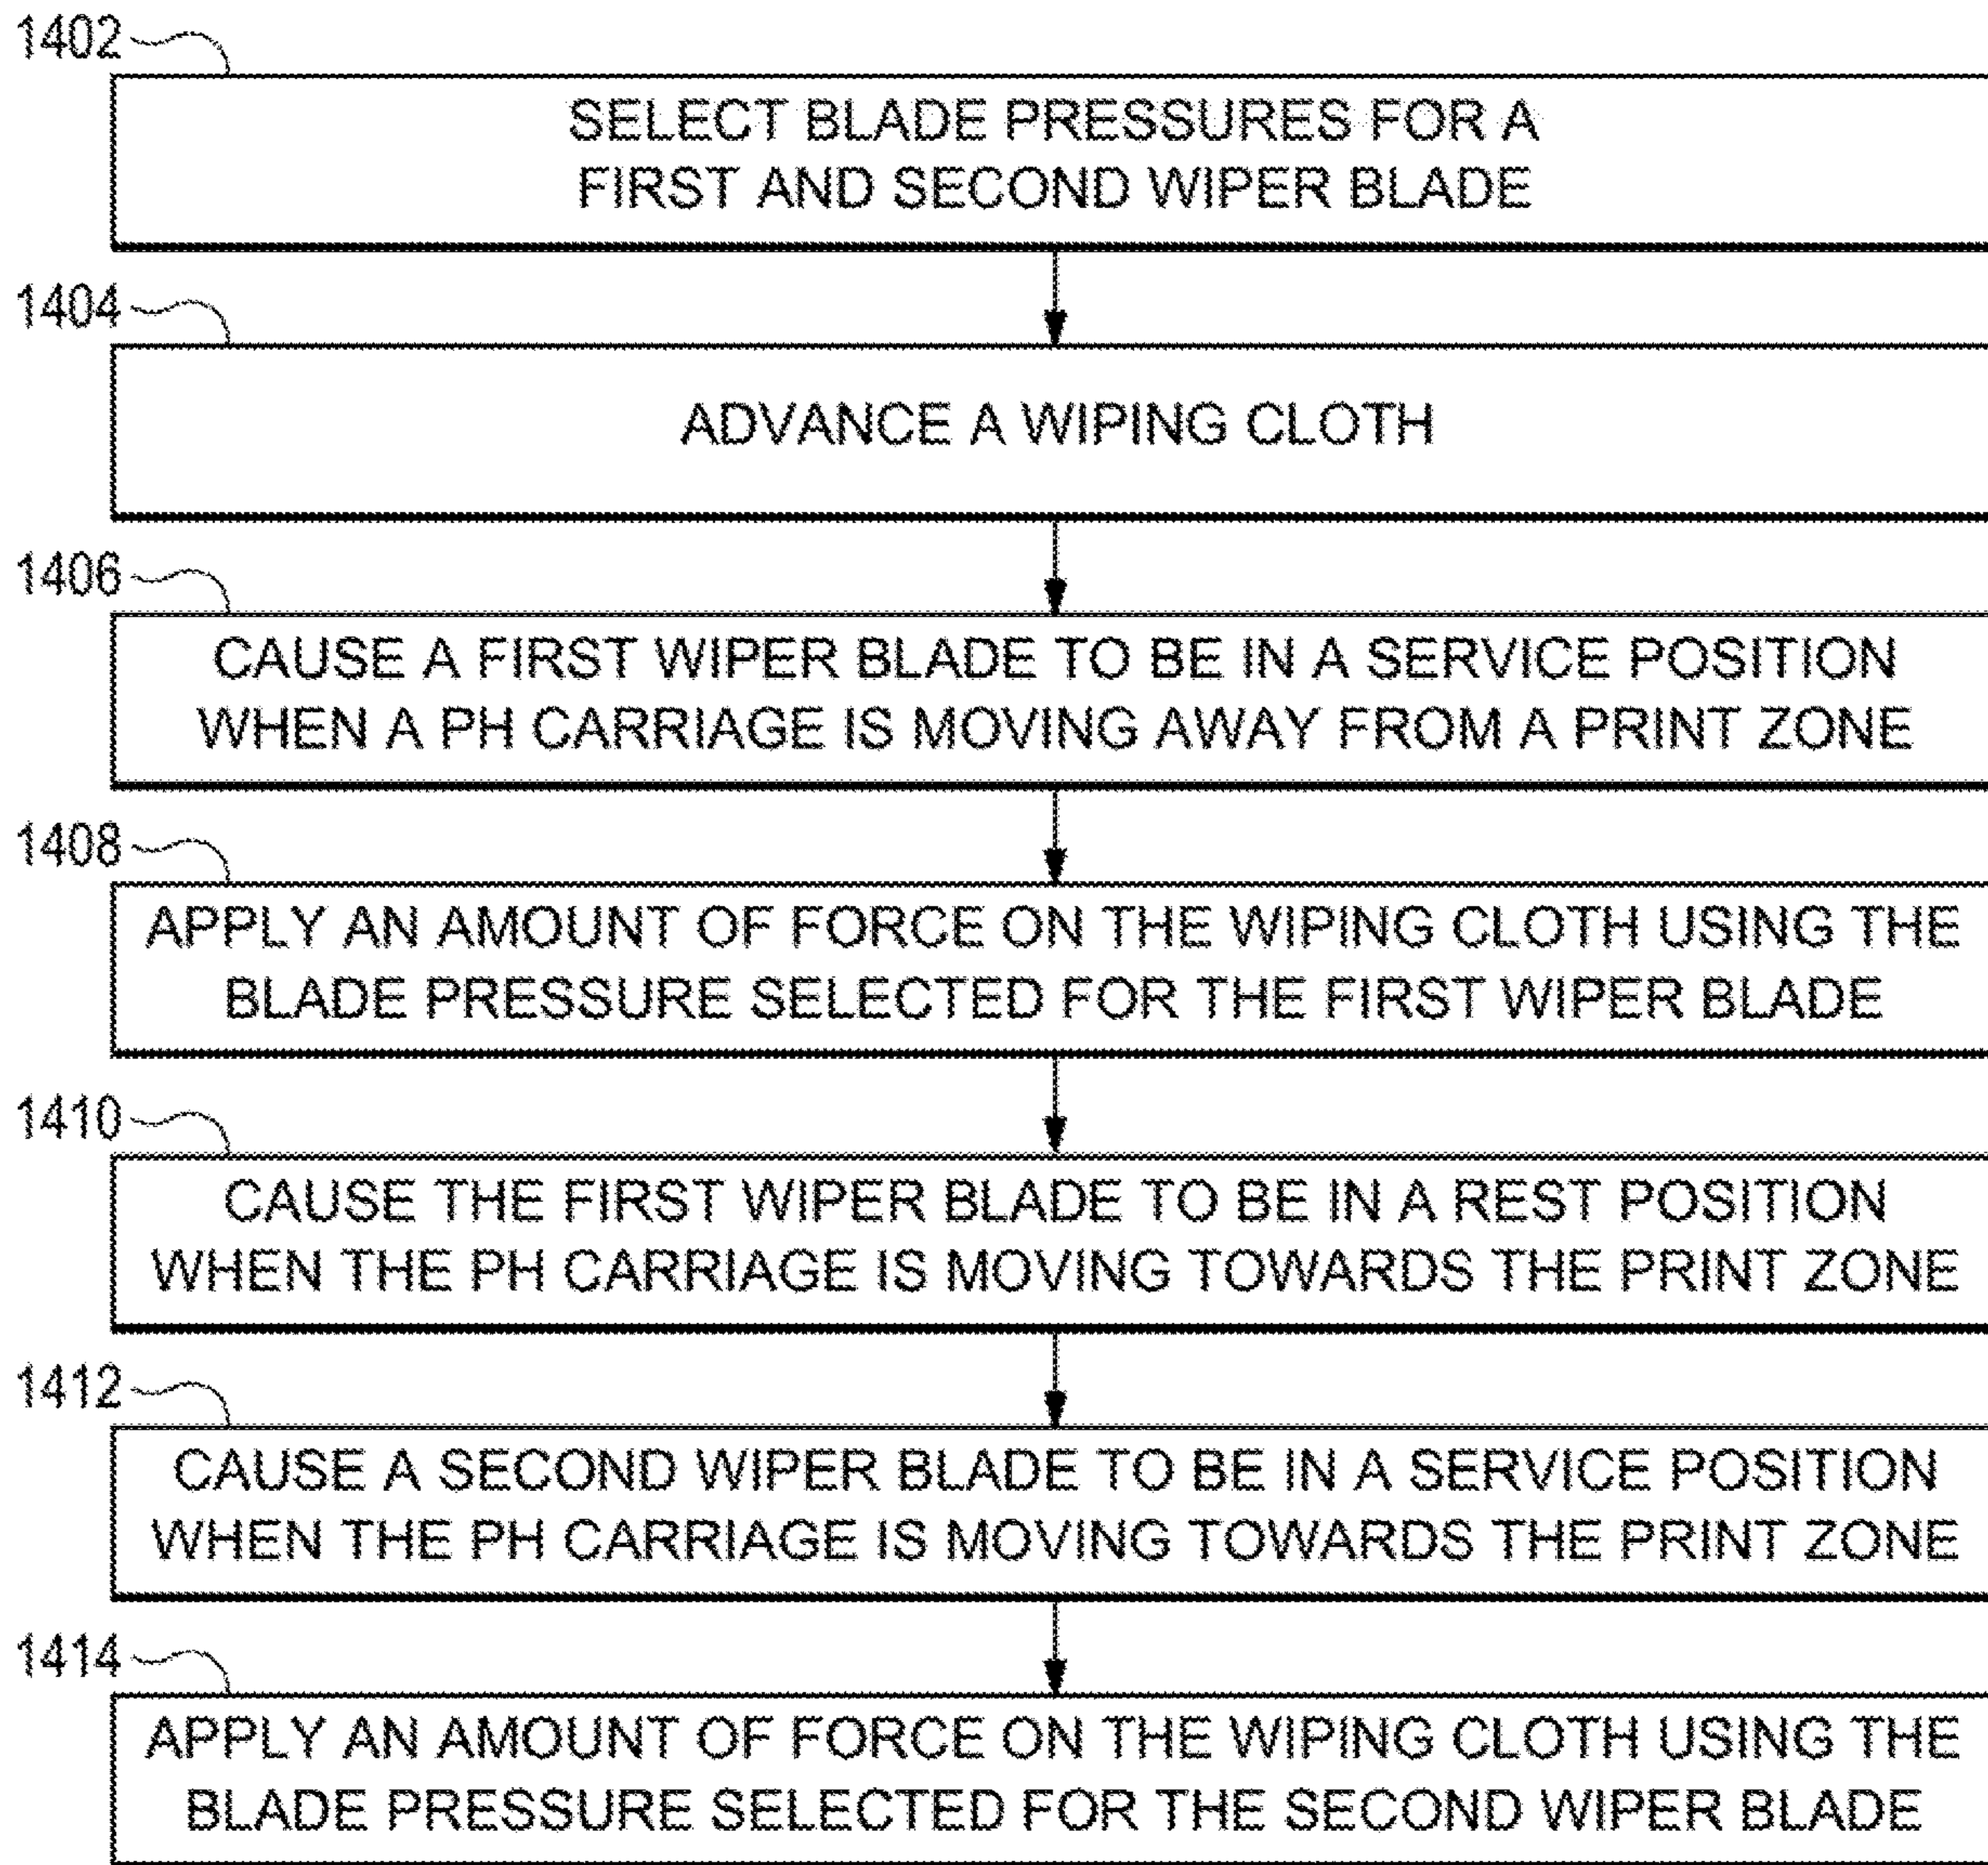 1402
SELECT BLADE PRESSURES FOR A
FIRST AND SECOND WIPER BLADE
1404
ADVANCE A WIPING CLOTH
1406
CAUSE A FIRST WIPER BLADE TO BE IN A SERVICE POSITION
WHEN A PH CARRIAGE IS MOVING AWAY FROM A PRINT ZONE
1408
APPLY AN AMOUNT OF FORCE ON THE WIPING CLOTH USING THE
BLADE PRESSURE SELECTED FOR THE FIRST WIPER BLADE
1410
CAUSE THE FIRST WIPER BLADE TO BE IN A REST POSITION
WHEN THE PH CARRIAGE IS MOVING TOWARDS THE PRINT ZONE
1412
CAUSE A SECOND WIPER BLADE TO BE IN A SERVICE POSITION
WHEN THE PH CARRIAGE IS MOVING TOWARDS THE PRINT ZONE
1414
APPLY AN AMOUNT OF FORCE ON THE WIPING CLOTH USING THE
BLADE PRESSURE SELECTED FOR THE SECOND WIPER BLADE